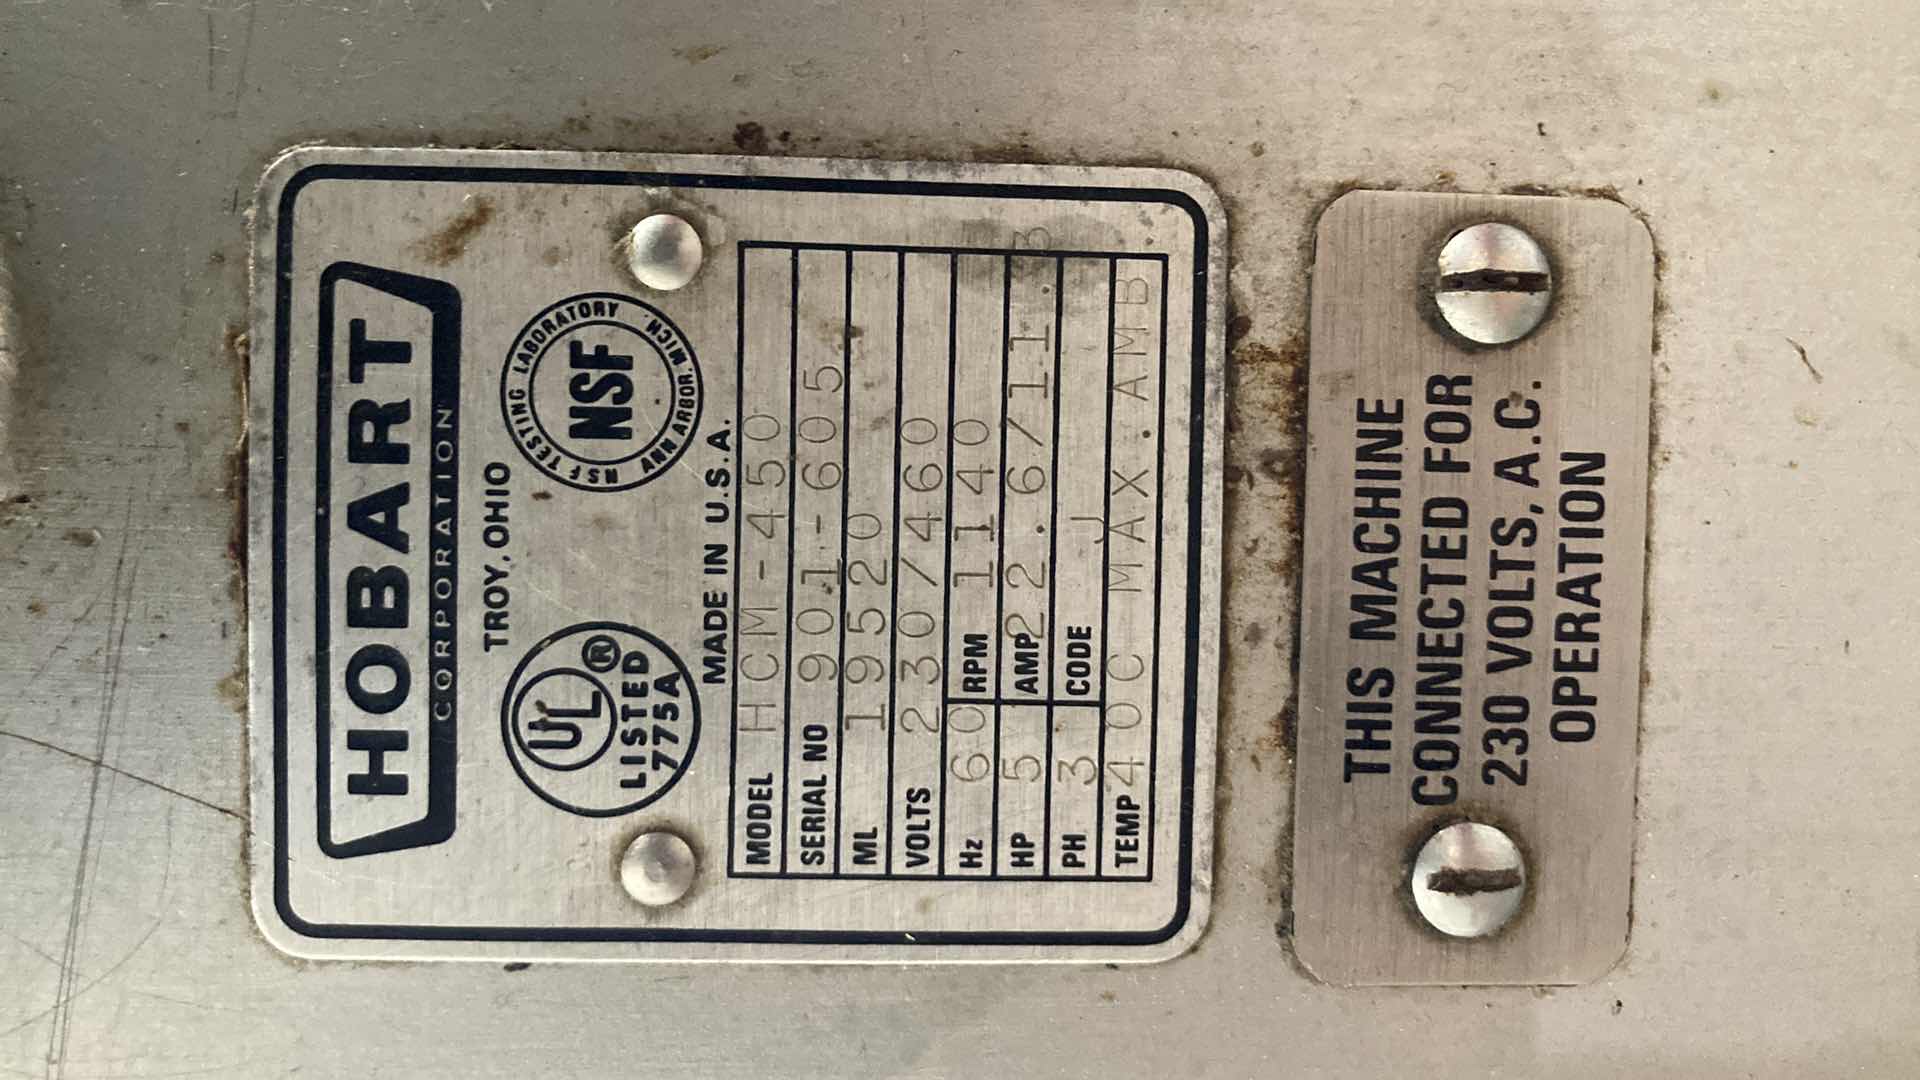 HOBART
CORPORATION
TROY, OHIO
UL ®
LISTED
775A
NSF TESTING LABORATORY
NSF
ANN ARBOR, MICH.
MADE IN U.S.A.
MODEL HCM-450
SERIAL NO 901-605
ML 19520
VOLTS 230/460
Hz 60 RPM 1140
HP 5 AMP 22.6/11.3
PH 3 CODE J
TEMP 40C MAX.AMB.
THIS MACHINE
CONNECTED FOR
230 VOLTS, A.C.
OPERATION